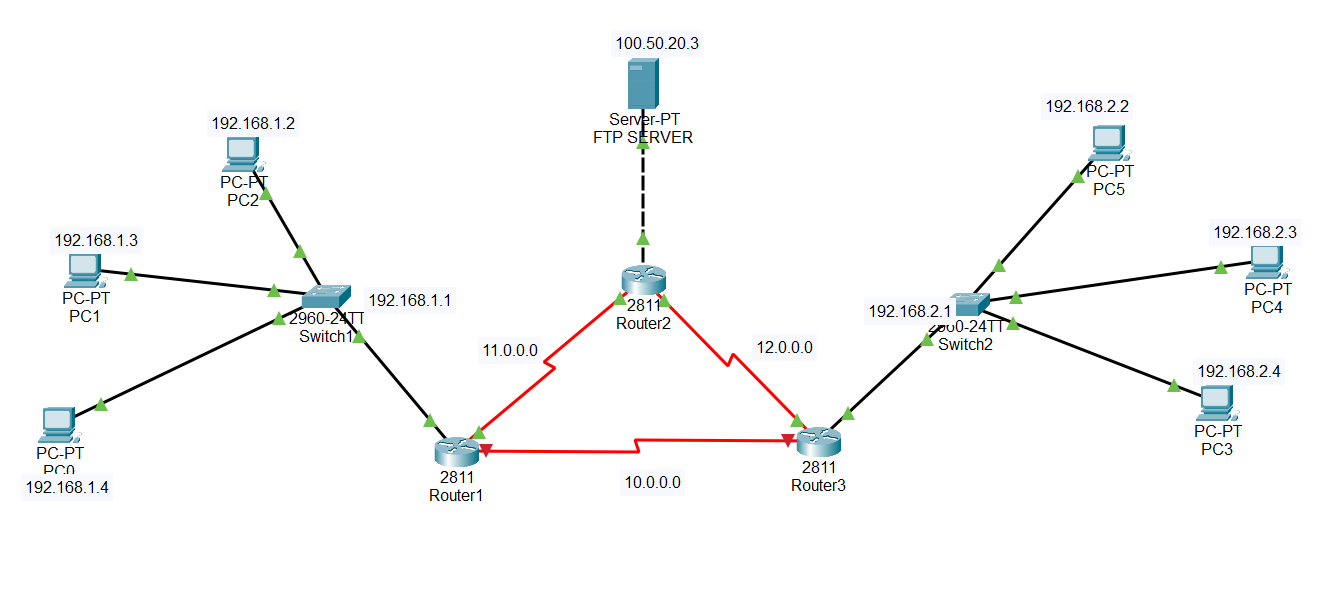 100.50.20.3
Server-PT
FTP SERVER
192.168.1.2
PC-PT
PC2
192.168.1.3
PC-PT
PC1
192.168.1.1
2960-24TT
Switch1
PC-PT
PC0
192.168.1.4
2811
Router2
11.0.0.0
12.0.0.0
2811
Router1
10.0.0.0
2811
Router3
192.168.2.2
PC-PT
PC5
192.168.2.3
PC-PT
PC4
192.168.2.1
2960-24TT
Switch2
192.168.2.4
PC-PT
PC3